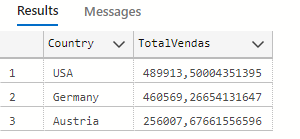 Results Messages
Country TotalVendas
1 USA 489913,50004351395
2 Germany 460569,26654131647
3 Austria 256007,67661556596